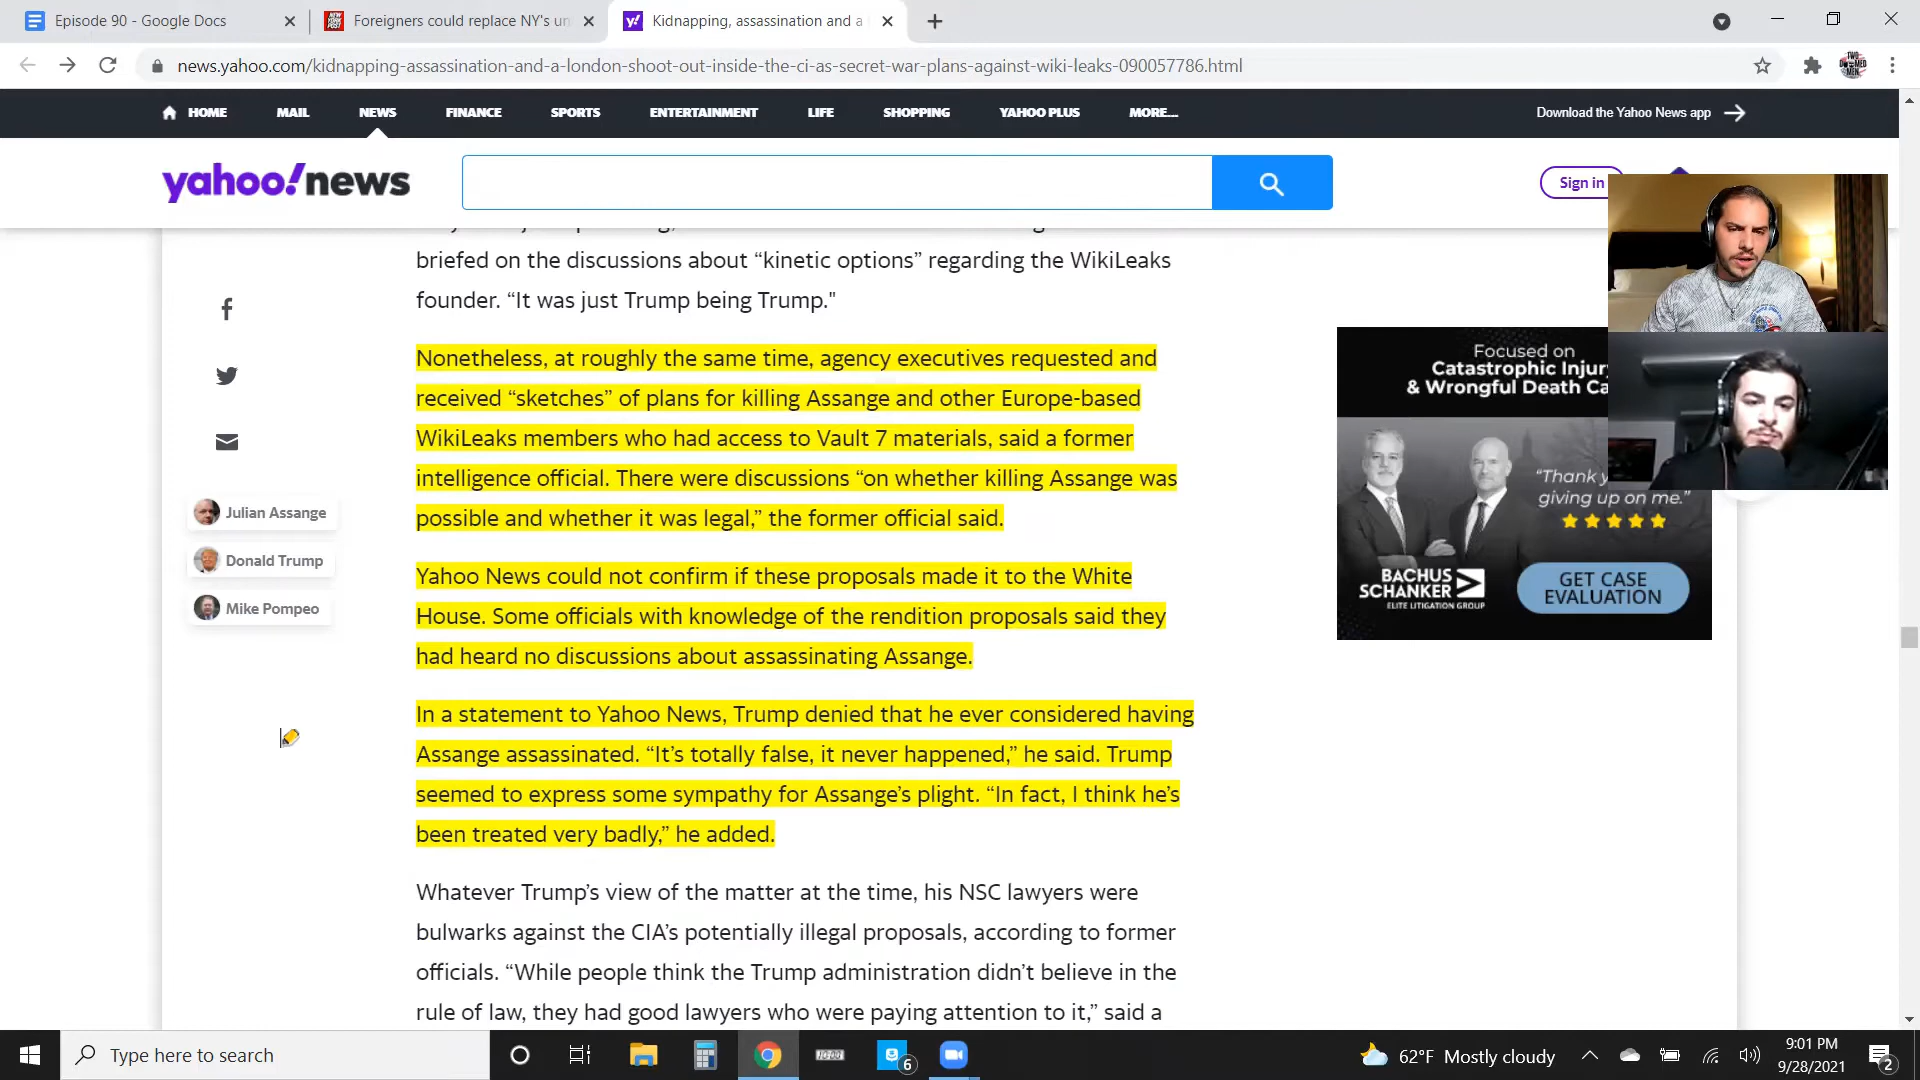 Episode 90 - Google Docs
Foreigners could replace NY's un
Kidnapping, assassination and a
news.yahoo.com/kidnapping-assassination-and-a-london-shoot-out-inside-the-ci-as-secret-war-plans-against-wiki-leaks-090057786.html
HOME MAIL NEWS FINANCE SPORTS ENTERTAINMENT LIFE SHOPPING YAHOO PLUS MORE... Download the Yahoo News app
yahoo!news
Sign in
briefed on the discussions about “kinetic options” regarding the WikiLeaks
founder. “It was just Trump being Trump."
Nonetheless, at roughly the same time, agency executives requested and
received “sketches” of plans for killing Assange and other Europe-based
WikiLeaks members who had access to Vault 7 materials, said a former
intelligence official. There were discussions “on whether killing Assange was
possible and whether it was legal,” the former official said.
Yahoo News could not confirm if these proposals made it to the White
House. Some officials with knowledge of the rendition proposals said they
had heard no discussions about assassinating Assange.
In a statement to Yahoo News, Trump denied that he ever considered having
Assange assassinated. “It’s totally false, it never happened,” he said. Trump
seemed to express some sympathy for Assange’s plight. “In fact, I think he’s
been treated very badly,” he added.
Whatever Trump’s view of the matter at the time, his NSC lawyers were
bulwarks against the CIA’s potentially illegal proposals, according to former
officials. “While people think the Trump administration didn’t believe in the
rule of law, they had good lawyers who were paying attention to it,” said a
Julian Assange
Donald Trump
Mike Pompeo
Focused on
Catastrophic Injur
& Wrongful Death Ca
“Thank y
giving up on me.”
BACHUS
SCHANKER
ELITE LITIGATION GROUP
GET CASE
EVALUATION
Type here to search
6
62°F Mostly cloudy
9:01 PM
9/28/2021
2